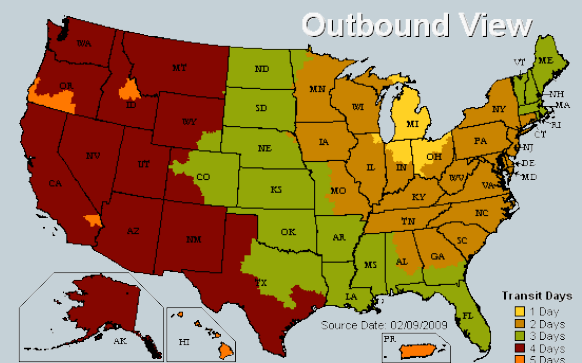 Outbound View
WA
MT
ND
MN
VT
ME
OR
ID
SD
WI
MI
NY
NH
MA
WY
RI
CT
IA
PA
NE
NJ
NV
UT
IL
IN
OH
DE
MD
CO
WV
VA
CA
KS
MO
KY
NC
TN
AZ
NM
OK
AR
SC
MS
AL
GA
TX
LA
FL
AK
HI
PR
Source Date: 02/09/2009
Transit Days
1 Day
2 Days
3 Days
4 Days
5 Days